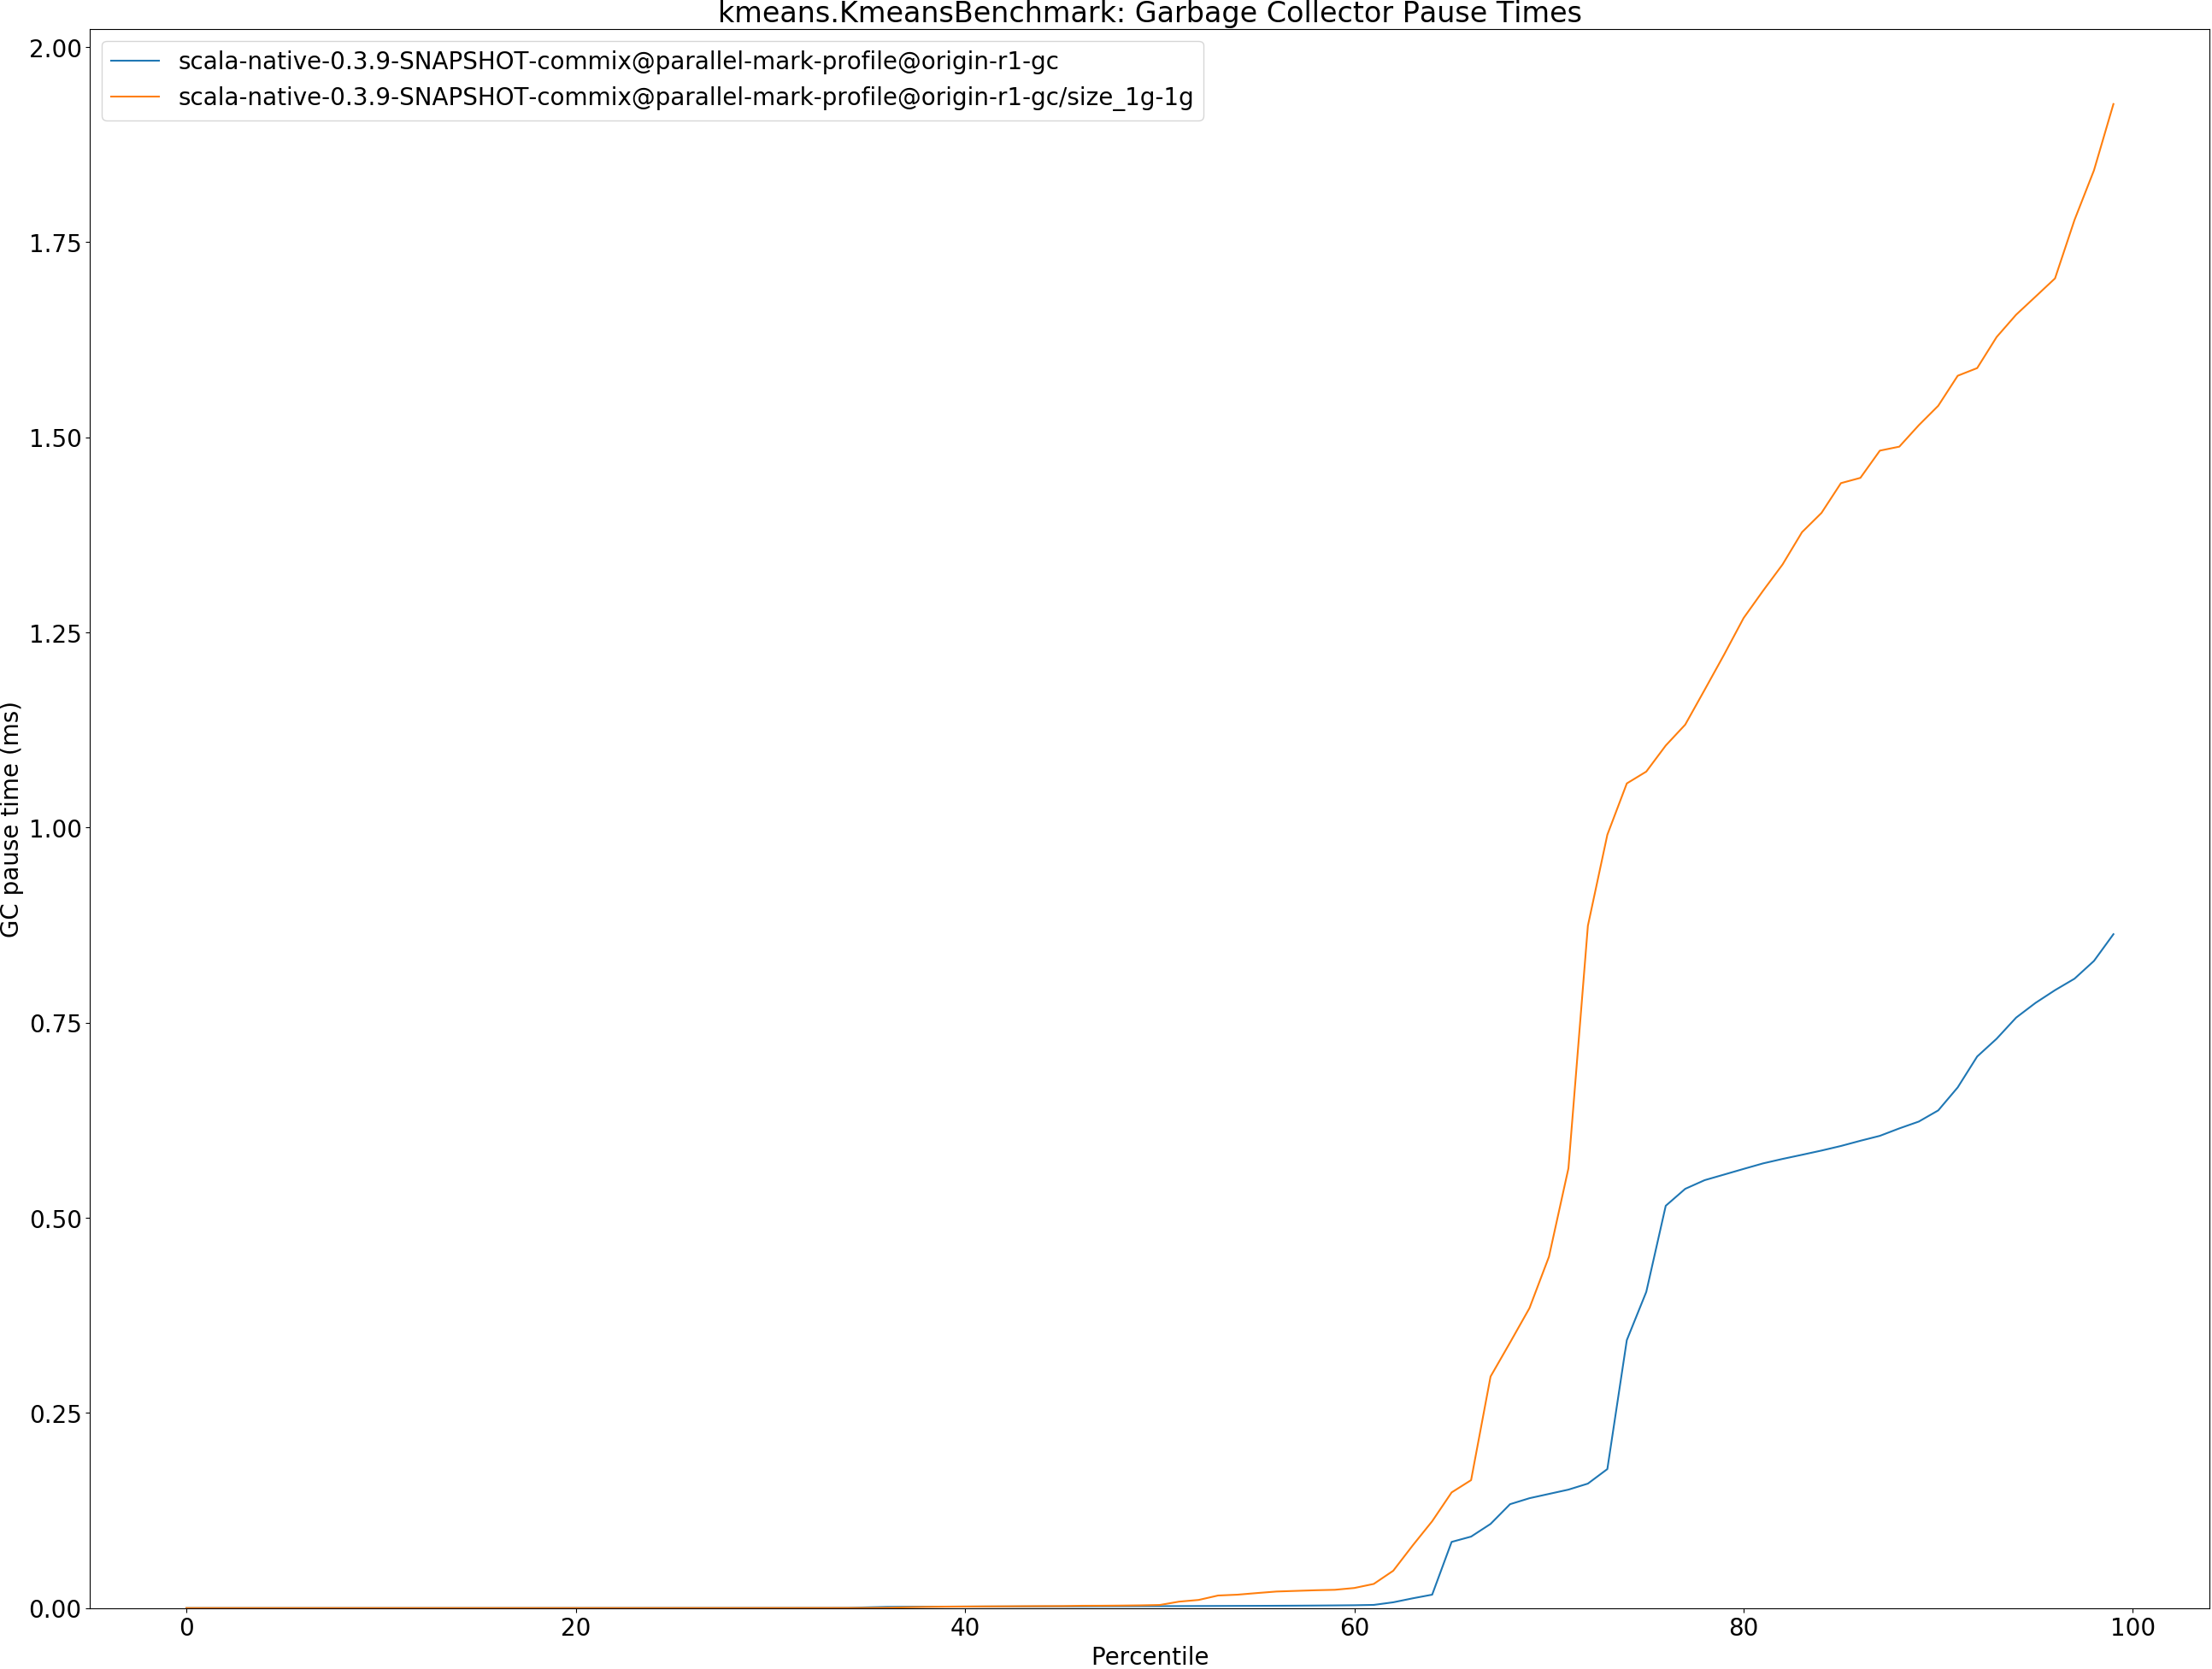 kmeans.KmeansBenchmark: Garbage Collector Pause Times
scala-native-0.3.9-SNAPSHOT-commix@parallel-mark-profile@origin-r1-gc
scala-native-0.3.9-SNAPSHOT-commix@parallel-mark-profile@origin-r1-gc/size_1g-1g
GC pause time (ms)
2.00
1.75
1.50
1.25
1.00
0.75
0.50
0.25
0.00
0 20 40 60 80 100
Percentile